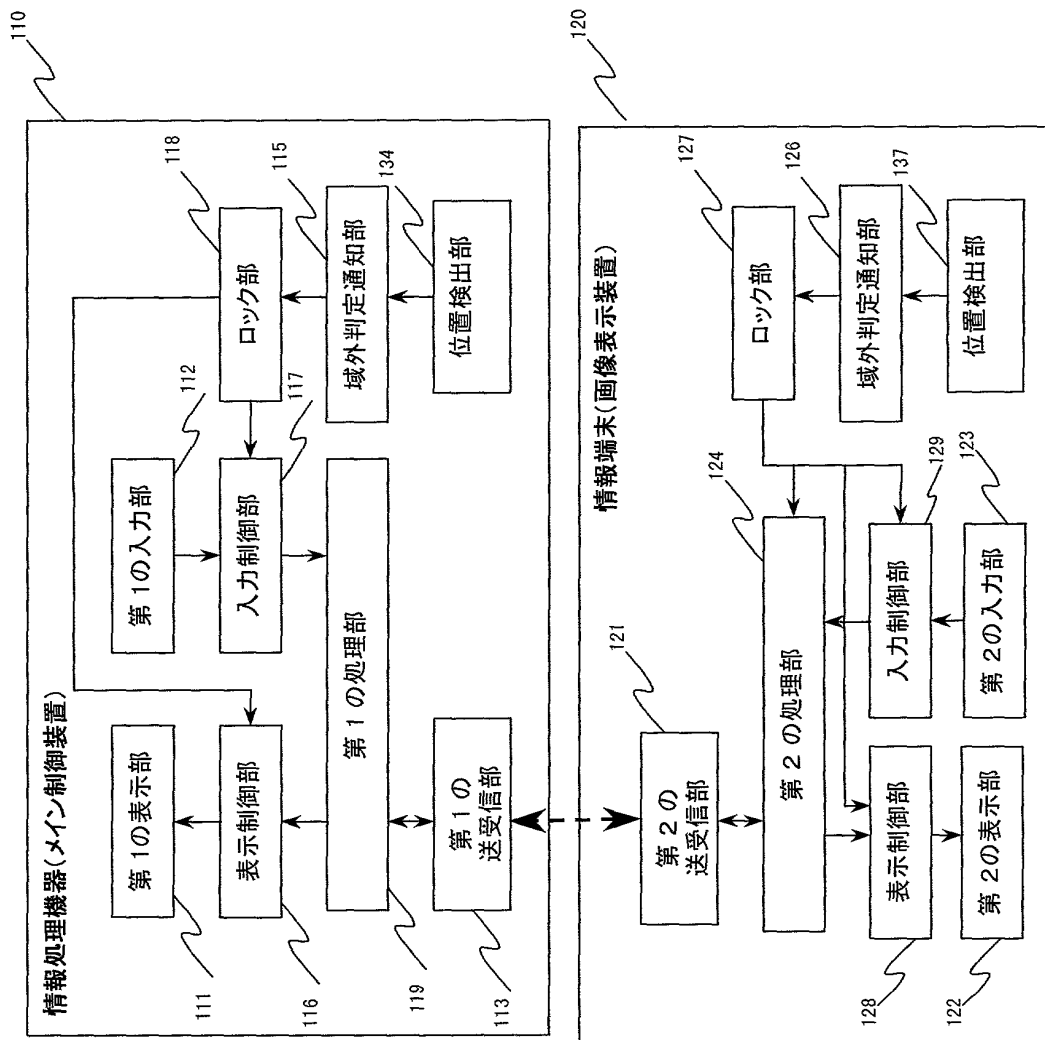 情報処理機器(メイン制御装置)
110
第1の表示部
111
第1の入力部
112
ロック部
118
表示制御部
116
入力制御部
117
域外判定通知部
115
第1の処理部
119
位置検出部
134
第1の
送受信部
113
情報端末(画像表示装置)
120
第2の
送受信部
121
ロック部
127
第2の処理部
124
域外判定通知部
126
表示制御部
128
入力制御部
129
位置検出部
137
第2の表示部
122
第2の入力部
123